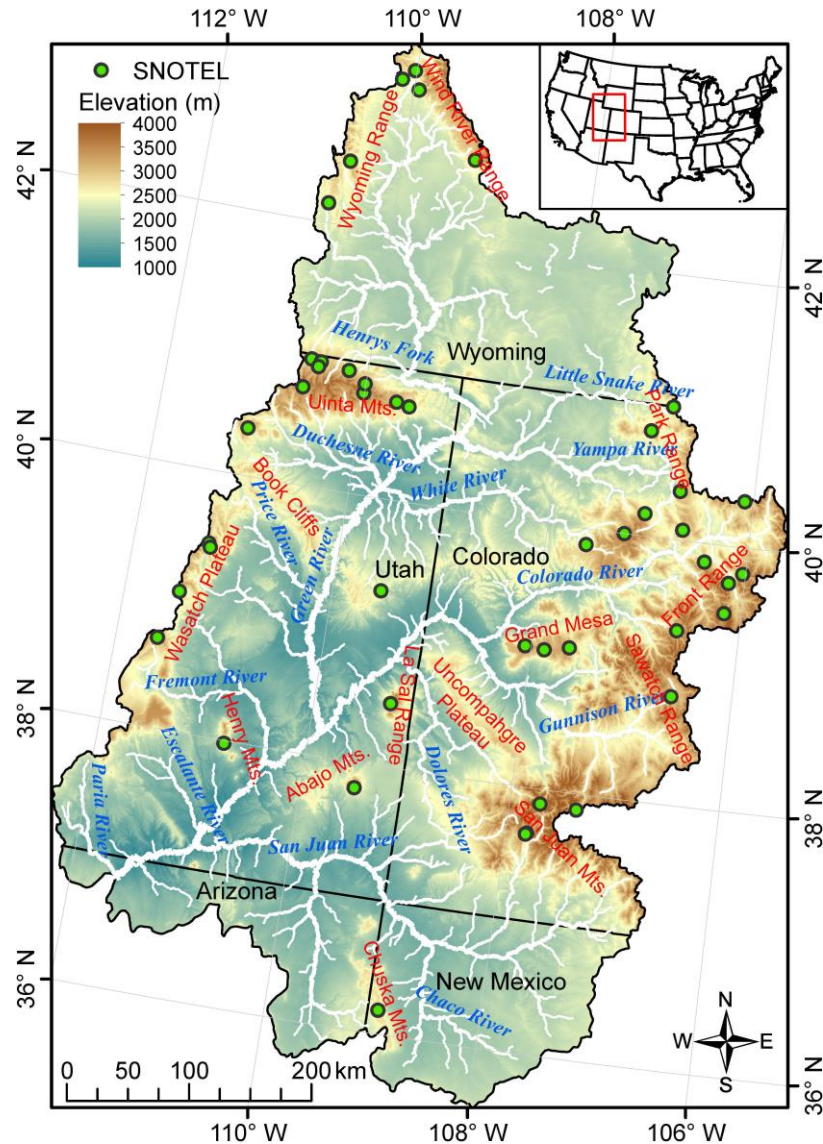 112° W
110° W
108° W
SNOTEL
Elevation (m)
4000
3500
3000
2500
2000
1500
1000
42° N
40° N
38° N
36° N
42° N
40° N
38° N
36° N
Wind River Range
Wyoming Range
Henrys Fork
Wyoming
Little Snake River
Uinta Mts.
Park Range
Duchesne River
Yampa River
White River
Book Cliffs
Price River
Green River
Utah
Colorado
Colorado River
Wasatch Plateau
Front Range
Grand Mesa
Sawatch Range
La Sal Range
Uncompahgre
Plateau
Fremont River
Gunnison River
Henry Mts.
Abajo Mts.
Dolores River
Escalante River
Paria River
San Juan River
San Juan Mts.
Arizona
New Mexico
Chuska Mts.
Chaco River
N
W
E
S
0
50
100
200 km
110° W
108° W
106° W